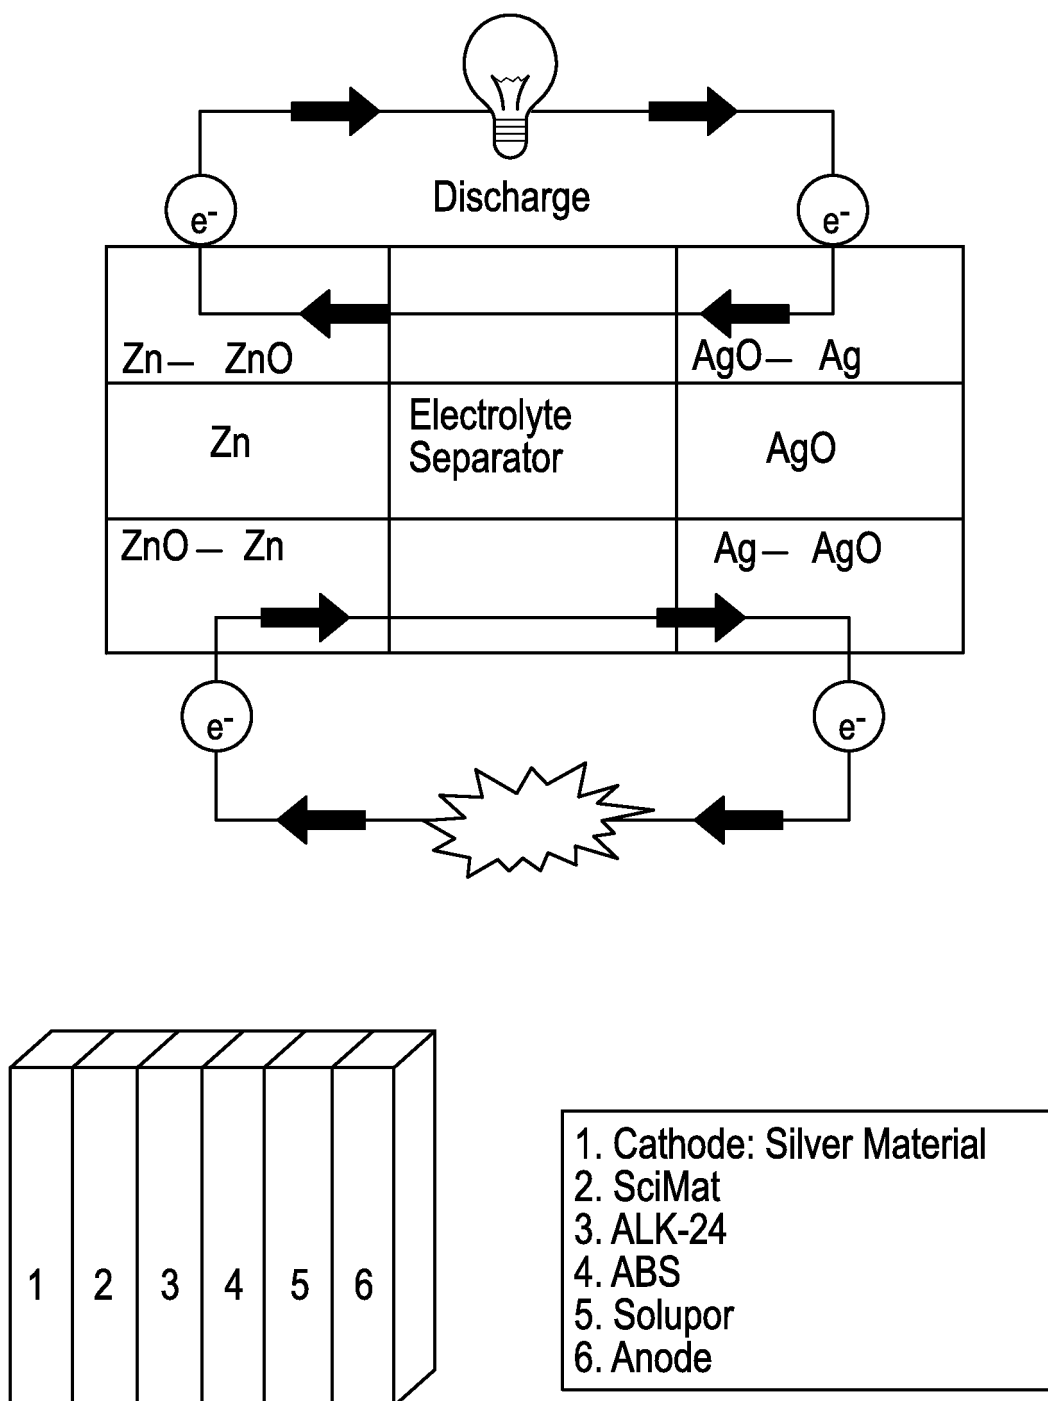 Discharge
e- e-
Zn— ZnO AgO— Ag
Electrolyte
Separator
Zn AgO
ZnO— Zn Ag— AgO
e- e-
1 2 3 4 5 6
1. Cathode: Silver Material
2. SciMat
3. ALK-24
4. ABS
5. Solupor
6. Anode